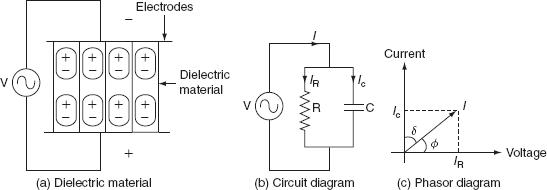 Electrodes
−
+
−
+
−
+
−
+
−
+
−
+
−
+
−
+
−
V
Dielectric
material
+
(a) Dielectric material
I
I_R
I_c
V
R
C
(b) Circuit diagram
Current
I_c
I
δ
ϕ
Voltage
I_R
(c) Phasor diagram